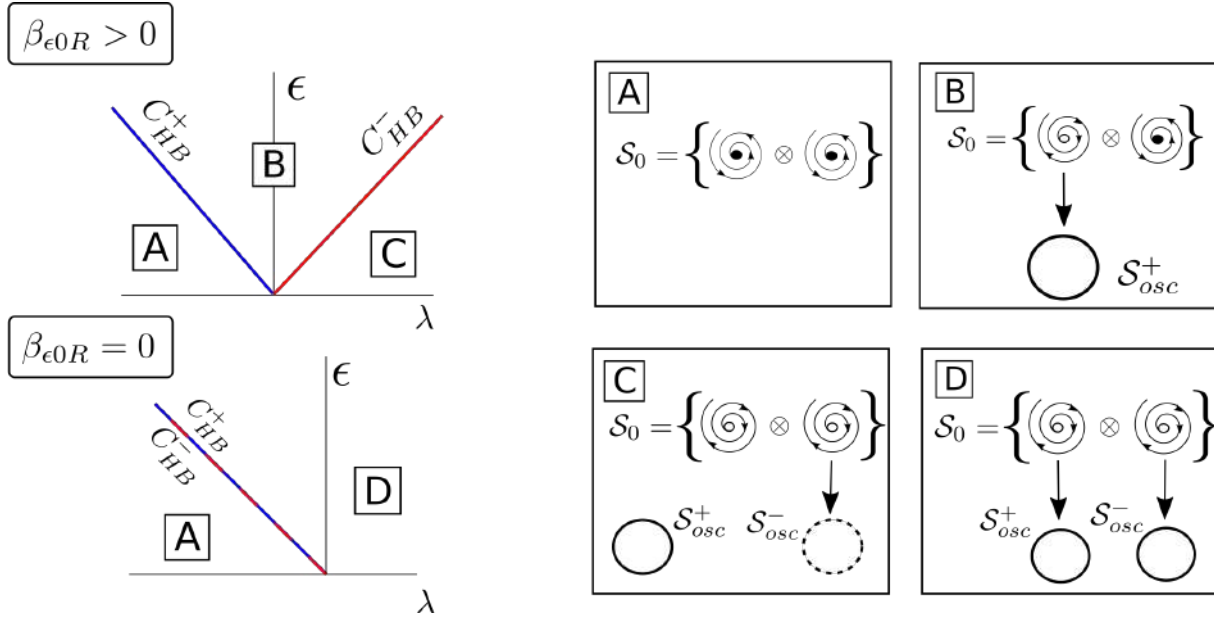 β_{ϵ0R} > 0
ϵ
C^+_{HB}
C^-_{HB}
B
A
C
λ
β_{ϵ0R} = 0
ϵ
C^+_{HB}
C^-_{HB}
D
A
λ
A
S_0 = { ⊗ }
B
S_0 = { ⊗ }
S^+_{osc}
C
S_0 = { ⊗ }
S^+_{osc} S^-_{osc}
D
S_0 = { ⊗ }
S^+_{osc} S^-_{osc}